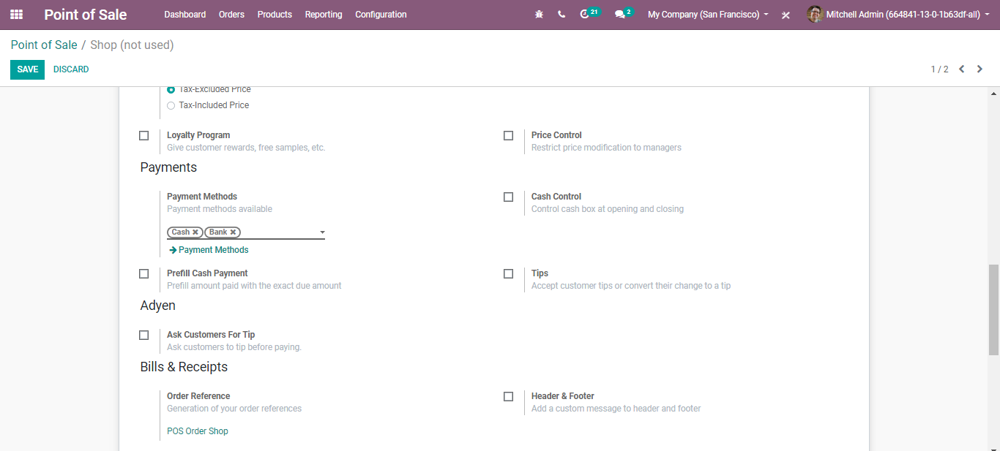 Point of Sale Dashboard Orders Products Reporting Configuration 21 2 My Company (San Francisco) Mitchell Admin (664841-13-0-1b63df-all)
Point of Sale / Shop (not used)
SAVE DISCARD 1 / 2
Tax-Excluded Price
Tax-Included Price
Loyalty Program Price Control
Give customer rewards, free samples, etc. Restrict price modification to managers
Payments
Payment Methods Cash Control
Payment methods available Control cash box at opening and closing
Cash Bank
Payment Methods
Prefill Cash Payment Tips
Prefill amount paid with the exact due amount Accept customer tips or convert their change to a tip
Adyen
Ask Customers For Tip
Ask customers to tip before paying.
Bills & Receipts
Order Reference Header & Footer
Generation of your order references Add a custom message to header and footer
POS Order Shop